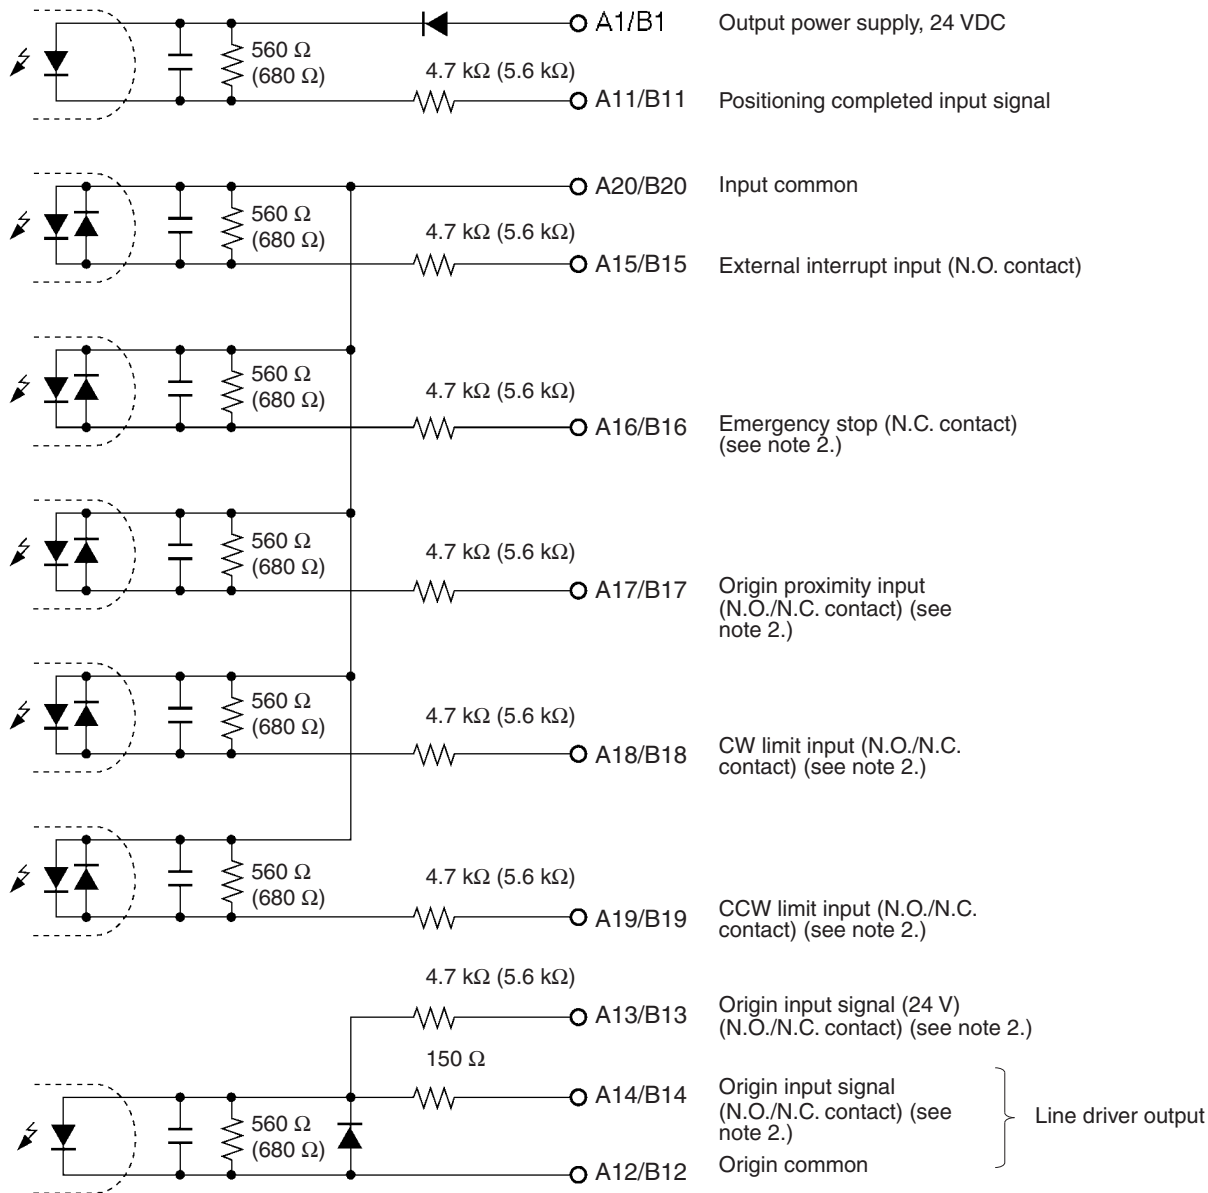 A1/B1 Output power supply, 24 VDC
560 Ω
(680 Ω)
4.7 kΩ (5.6 kΩ)
A11/B11 Positioning completed input signal
A20/B20 Input common
560 Ω
(680 Ω)
4.7 kΩ (5.6 kΩ)
A15/B15 External interrupt input (N.O. contact)
560 Ω
(680 Ω)
4.7 kΩ (5.6 kΩ)
A16/B16 Emergency stop (N.C. contact)
(see note 2.)
560 Ω
(680 Ω)
4.7 kΩ (5.6 kΩ)
A17/B17 Origin proximity input
(N.O./N.C. contact) (see
note 2.)
560 Ω
(680 Ω)
4.7 kΩ (5.6 kΩ)
A18/B18 CW limit input (N.O./N.C.
contact) (see note 2.)
560 Ω
(680 Ω)
4.7 kΩ (5.6 kΩ)
A19/B19 CCW limit input (N.O./N.C.
contact) (see note 2.)
4.7 kΩ (5.6 kΩ)
A13/B13 Origin input signal (24 V)
(N.O./N.C. contact) (see note 2.)
150 Ω
A14/B14 Origin input signal
(N.O./N.C. contact) (see
note 2.)
Line driver output
560 Ω
(680 Ω)
A12/B12 Origin common